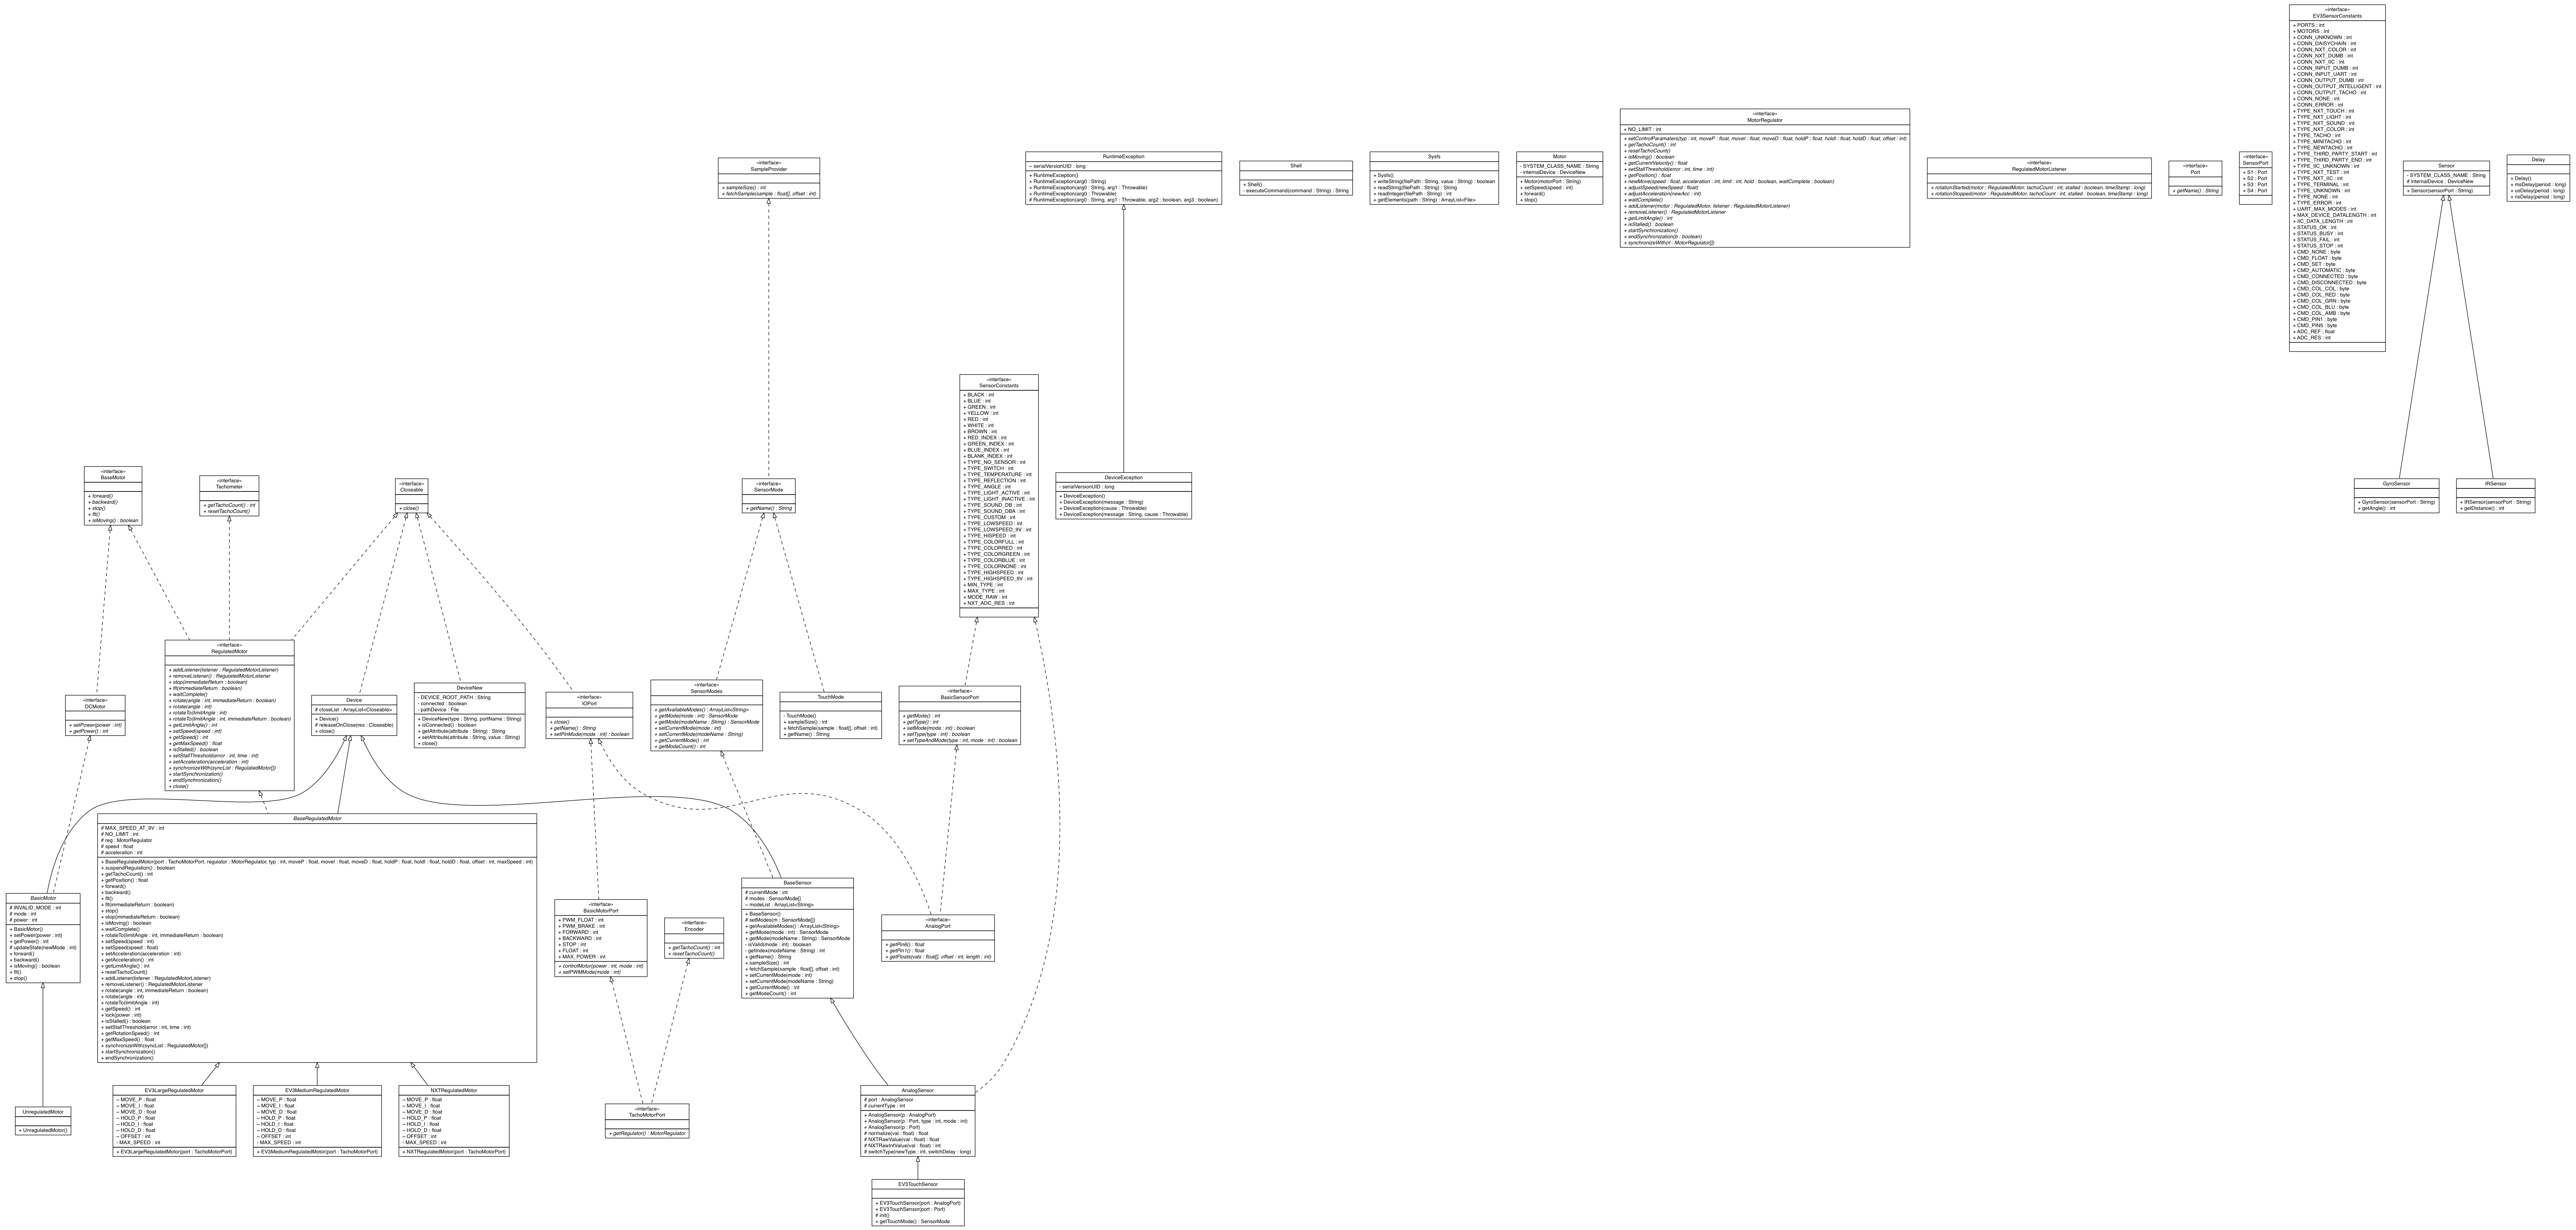 «interface»
EV3SensorConstants
+ PORTS : int
+ MOTORS : int
+ CONN_UNKNOWN : int
+ CONN_DAISYCHAIN : int
+ CONN_NXT_COLOR : int
+ CONN_NXT_DUMB : int
+ CONN_NXT_IIC : int
+ CONN_INPUT_DUMB : int
+ CONN_INPUT_UART : int
+ CONN_OUTPUT_DUMB : int
+ CONN_OUTPUT_INTELLIGENT : int
+ CONN_OUTPUT_TACHO : int
+ CONN_NONE : int
+ CONN_ERROR : int
+ TYPE_NXT_TOUCH : int
+ TYPE_NXT_LIGHT : int
+ TYPE_NXT_SOUND : int
+ TYPE_NXT_COLOR : int
+ TYPE_TACHO : int
+ TYPE_MINITACHO : int
+ TYPE_NEWTACHO : int
+ TYPE_THIRD_PARTY_START : int
+ TYPE_THIRD_PARTY_END : int
+ TYPE_IIC_UNKNOWN : int
+ TYPE_NXT_TEST : int
+ TYPE_NXT_IIC : int
+ TYPE_TERMINAL : int
+ TYPE_UNKNOWN : int
+ TYPE_NONE : int
+ TYPE_ERROR : int
+ UART_MAX_MODES : int
+ MAX_DEVICE_DATALENGTH : int
+ IIC_DATA_LENGTH : int
+ STATUS_OK : int
+ STATUS_BUSY : int
+ STATUS_FAIL : int
+ STATUS_STOP : int
+ CMD_NONE : byte
+ CMD_FLOAT : byte
+ CMD_SET : byte
+ CMD_AUTOMATIC : byte
+ CMD_CONNECTED : byte
+ CMD_DISCONNECTED : byte
+ CMD_COL_COL : byte
+ CMD_COL_RED : byte
+ CMD_COL_GRN : byte
+ CMD_COL_BLU : byte
+ CMD_COL_AMB : byte
+ CMD_PIN1 : byte
+ CMD_PIN5 : byte
+ ADC_REF : float
+ ADC_RES : int
«interface»
MotorRegulator
+ NO_LIMIT : int
+ setControlParamaters(typ : int, moveP : float, moveI : float, moveD : float, holdP : float, holdI : float, holdD : float, offset : int)
+ getTachoCount() : int
+ resetTachoCount()
+ isMoving() : boolean
+ getCurrentVelocity() : float
+ setStallThreshold(error : int, time : int)
+ getPosition() : float
+ newMove(speed : float, acceleration : int, limit : int, hold : boolean, waitComplete : boolean)
+ adjustSpeed(newSpeed : float)
+ adjustAcceleration(newAcc : int)
+ waitComplete()
+ addListener(motor : RegulatedMotor, listener : RegulatedMotorListener)
+ removeListener() : RegulatedMotorListener
+ getLimitAngle() : int
+ isStalled() : boolean
+ startSynchronization()
+ endSynchronization(b : boolean)
+ synchronizeWith(rl : MotorRegulator[])
«interface»
SampleProvider
+ sampleSize() : int
+ fetchSample(sample : float[], offset : int)
RuntimeException
~ serialVersionUID : long
+ RuntimeException()
+ RuntimeException(arg0 : String)
+ RuntimeException(arg0 : String, arg1 : Throwable)
+ RuntimeException(arg0 : Throwable)
# RuntimeException(arg0 : String, arg1 : Throwable, arg2 : boolean, arg3 : boolean)
Shell
+ Shell()
- executeCommand(command : String) : String
Sysfs
+ Sysfs()
+ writeString(filePath : String, value : String) : boolean
+ readString(filePath : String) : String
+ readInteger(filePath : String) : int
+ getElements(path : String) : ArrayList<File>
Motor
- SYSTEM_CLASS_NAME : String
- internalDevice : DeviceNew
+ Motor(motorPort : String)
+ setSpeed(speed : int)
+ forward()
+ stop()
«interface»
RegulatedMotorListener
+ rotationStarted(motor : RegulatedMotor, tachoCount : int, stalled : boolean, timeStamp : long)
+ rotationStopped(motor : RegulatedMotor, tachoCount : int, stalled : boolean, timeStamp : long)
«interface»
Port
+ getName() : String
«interface»
SensorPort
+ S1 : Port
+ S2 : Port
+ S3 : Port
+ S4 : Port
Sensor
- SYSTEM_CLASS_NAME : String
# internalDevice : DeviceNew
+ Sensor(sensorPort : String)
Delay
+ Delay()
+ msDelay(period : long)
+ usDelay(period : long)
+ nsDelay(period : long)
«interface»
SensorConstants
+ BLACK : int
+ BLUE : int
+ GREEN : int
+ YELLOW : int
+ RED : int
+ WHITE : int
+ BROWN : int
+ RED_INDEX : int
+ GREEN_INDEX : int
+ BLUE_INDEX : int
+ BLANK_INDEX : int
+ TYPE_NO_SENSOR : int
+ TYPE_SWITCH : int
+ TYPE_TEMPERATURE : int
+ TYPE_REFLECTION : int
+ TYPE_ANGLE : int
+ TYPE_LIGHT_ACTIVE : int
+ TYPE_LIGHT_INACTIVE : int
+ TYPE_SOUND_DB : int
+ TYPE_SOUND_DBA : int
+ TYPE_CUSTOM : int
+ TYPE_LOWSPEED : int
+ TYPE_LOWSPEED_9V : int
+ TYPE_HISPEED : int
+ TYPE_COLORFULL : int
+ TYPE_COLORRED : int
+ TYPE_COLORGREEN : int
+ TYPE_COLORBLUE : int
+ TYPE_COLORNONE : int
+ TYPE_HIGHSPEED : int
+ TYPE_HIGHSPEED_9V : int
+ MIN_TYPE : int
+ MAX_TYPE : int
+ MODE_RAW : int
+ NXT_ADC_RES : int
«interface»
BaseMotor
+ forward()
+ backward()
+ stop()
+ flt()
+ isMoving() : boolean
«interface»
Tachometer
+ getTachoCount() : int
+ resetTachoCount()
«interface»
Closeable
+ close()
«interface»
SensorMode
+ getName() : String
DeviceException
- serialVersionUID : long
+ DeviceException()
+ DeviceException(message : String)
+ DeviceException(cause : Throwable)
+ DeviceException(message : String, cause : Throwable)
GyroSensor
+ GyroSensor(sensorPort : String)
+ getAngle() : int
IRSensor
+ IRSensor(sensorPort : String)
+ getDistance() : int
«interface»
DCMotor
+ setPower(power : int)
+ getPower() : int
«interface»
RegulatedMotor
+ addListener(listener : RegulatedMotorListener)
+ removeListener() : RegulatedMotorListener
+ stop(immediateReturn : boolean)
+ flt(immediateReturn : boolean)
+ waitComplete()
+ rotate(angle : int, immediateReturn : boolean)
+ rotate(angle : int)
+ rotateTo(limitAngle : int)
+ rotateTo(limitAngle : int, immediateReturn : boolean)
+ getLimitAngle() : int
+ setSpeed(speed : int)
+ getSpeed() : int
+ getMaxSpeed() : float
+ isStalled() : boolean
+ setStallThreshold(error : int, time : int)
+ setAcceleration(acceleration : int)
+ synchronizeWith(syncList : RegulatedMotor[])
+ startSynchronization()
+ endSynchronization()
+ close()
Device
# closeList : ArrayList<Closeable>
+ Device()
# releaseOnClose(res : Closeable)
+ close()
DeviceNew
- DEVICE_ROOT_PATH : String
- connected : boolean
- pathDevice : File
+ DeviceNew(type : String, portName : String)
+ isConnected() : boolean
+ getAttribute(attribute : String) : String
+ setAttribute(attribute : String, value : String)
+ close()
«interface»
IOPort
+ close()
+ getName() : String
+ setPinMode(mode : int) : boolean
«interface»
SensorModes
+ getAvailableModes() : ArrayList<String>
+ getMode(mode : int) : SensorMode
+ getMode(modeName : String) : SensorMode
+ setCurrentMode(mode : int)
+ setCurrentMode(modeName : String)
+ getCurrentMode() : int
+ getModeCount() : int
TouchMode
- TouchMode()
+ sampleSize() : int
+ fetchSample(sample : float[], offset : int)
+ getName() : String
«interface»
BasicSensorPort
+ getMode() : int
+ getType() : int
+ setMode(mode : int) : boolean
+ setType(type : int) : boolean
+ setTypeAndMode(type : int, mode : int) : boolean
BaseRegulatedMotor
# MAX_SPEED_AT_9V : int
# NO_LIMIT : int
# reg : MotorRegulator
# speed : float
# acceleration : int
+ BaseRegulatedMotor(port : TachoMotorPort, regulator : MotorRegulator, typ : int, moveP : float, moveI : float, moveD : float, holdP : float, holdI : float, holdD : float, offset : int, maxSpeed : int)
+ suspendRegulation() : boolean
+ getTachoCount() : int
+ getPosition() : float
+ forward()
+ backward()
+ flt()
+ flt(immediateReturn : boolean)
+ stop()
+ stop(immediateReturn : boolean)
+ isMoving() : boolean
+ waitComplete()
+ rotateTo(limitAngle : int, immediateReturn : boolean)
+ setSpeed(speed : int)
+ setSpeed(speed : float)
+ setAcceleration(acceleration : int)
+ getAcceleration() : int
+ getLimitAngle() : int
+ resetTachoCount()
+ addListener(listener : RegulatedMotorListener)
+ removeListener() : RegulatedMotorListener
+ rotate(angle : int, immediateReturn : boolean)
+ rotate(angle : int)
+ rotateTo(limitAngle : int)
+ getSpeed() : int
+ lock(power : int)
+ isStalled() : boolean
+ setStallThreshold(error : int, time : int)
+ getRotationSpeed() : int
+ getMaxSpeed() : float
+ synchronizeWith(syncList : RegulatedMotor[])
+ startSynchronization()
+ endSynchronization()
BasicMotor
# INVALID_MODE : int
# mode : int
# power : int
+ BasicMotor()
+ setPower(power : int)
+ getPower() : int
# updateState(newMode : int)
+ forward()
+ backward()
+ isMoving() : boolean
+ flt()
+ stop()
«interface»
BasicMotorPort
+ PWM_FLOAT : int
+ PWM_BRAKE : int
+ FORWARD : int
+ BACKWARD : int
+ STOP : int
+ FLOAT : int
+ MAX_POWER : int
+ controlMotor(power : int, mode : int)
+ setPWMMode(mode : int)
«interface»
Encoder
+ getTachoCount() : int
+ resetTachoCount()
BaseSensor
# currentMode : int
# modes : SensorMode[]
~ modeList : ArrayList<String>
+ BaseSensor()
# setModes(m : SensorMode[])
+ getAvailableModes() : ArrayList<String>
+ getMode(mode : int) : SensorMode
+ getMode(modeName : String) : SensorMode
- isValid(mode : int) : boolean
- getIndex(modeName : String) : int
+ getName() : String
+ sampleSize() : int
+ fetchSample(sample : float[], offset : int)
+ setCurrentMode(mode : int)
+ setCurrentMode(modeName : String)
+ getCurrentMode() : int
+ getModeCount() : int
«interface»
AnalogPort
+ getPin6() : float
+ getPin1() : float
+ getFloats(vals : float[], offset : int, length : int)
UnregulatedMotor
+ UnregulatedMotor()
EV3LargeRegulatedMotor
~ MOVE_P : float
~ MOVE_I : float
~ MOVE_D : float
~ HOLD_P : float
~ HOLD_I : float
~ HOLD_D : float
~ OFFSET : int
- MAX_SPEED : int
+ EV3LargeRegulatedMotor(port : TachoMotorPort)
EV3MediumRegulatedMotor
~ MOVE_P : float
~ MOVE_I : float
~ MOVE_D : float
~ HOLD_P : float
~ HOLD_I : float
~ HOLD_D : float
~ OFFSET : int
- MAX_SPEED : int
+ EV3MediumRegulatedMotor(port : TachoMotorPort)
NXTRegulatedMotor
~ MOVE_P : float
~ MOVE_I : float
~ MOVE_D : float
~ HOLD_P : float
~ HOLD_I : float
~ HOLD_D : float
~ OFFSET : int
- MAX_SPEED : int
+ NXTRegulatedMotor(port : TachoMotorPort)
«interface»
TachoMotorPort
+ getRegulator() : MotorRegulator
AnalogSensor
# port : AnalogSensor
# currentType : int
+ AnalogSensor(p : AnalogPort)
+ AnalogSensor(p : Port, type : int, mode : int)
+ AnalogSensor(p : Port)
# normalize(val : float) : float
# NXTRawValue(val : float) : float
# NXTRawIntValue(val : float) : int
# switchType(newType : int, switchDelay : long)
EV3TouchSensor
+ EV3TouchSensor(port : AnalogPort)
+ EV3TouchSensor(port : Port)
# init()
+ getTouchMode() : SensorMode